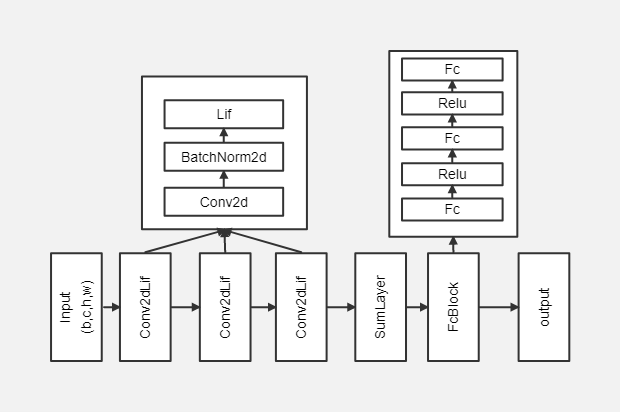 Fc
Relu
Fc
Relu
Fc
Lif
BatchNorm2d
Conv2d
Input
(b,c,h,w)
Conv2dLif
Conv2dLif
Conv2dLif
SumLayer
FcBlock
output